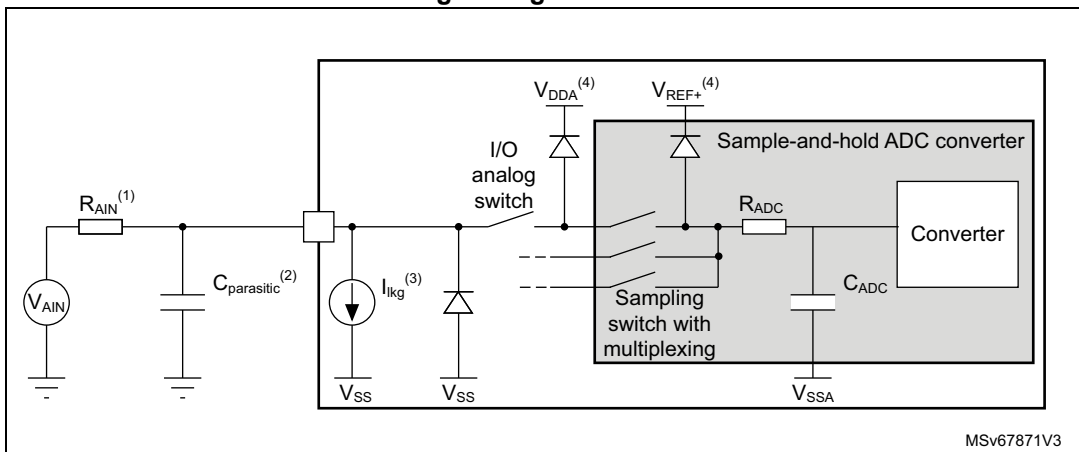 V_DDA(4)
V_REF+(4)
Sample-and-hold ADC converter
I/O
analog
switch
R_AIN(1)
R_ADC
Converter
V_AIN
C_parasitic(2)
I_lkg(3)
C_ADC
Sampling
switch with
multiplexing
V_SS
V_SS
V_SSA
MSv67871V3